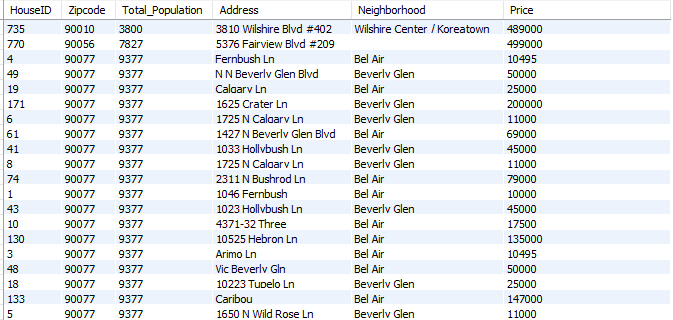 HouseID Zipcode Total_Population Address Neighborhood Price
735 90010 3800 3810 Wilshire Blvd #402 Wilshire Center / Koreatown 489000
770 90056 7827 5376 Fairview Blvd #209 499000
4 90077 9377 Fernbush Ln Bel Air 10495
49 90077 9377 N N Beverly Glen Blvd Beverly Glen 50000
19 90077 9377 Calgary Ln Bel Air 25000
171 90077 9377 1625 Crater Ln Beverly Glen 200000
6 90077 9377 1725 N Calgary Ln Beverly Glen 11000
61 90077 9377 1427 N Beverly Glen Blvd Bel Air 69000
41 90077 9377 1033 Hollybush Ln Beverly Glen 45000
8 90077 9377 1725 N Calgary Ln Beverly Glen 11000
74 90077 9377 2311 N Bushrod Ln Bel Air 79000
1 90077 9377 1046 Fernbush Bel Air 10000
43 90077 9377 1023 Hollybush Ln Beverly Glen 45000
10 90077 9377 4371-32 Three Bel Air 17500
130 90077 9377 10525 Hebron Ln Bel Air 135000
3 90077 9377 Arimo Ln Bel Air 10495
48 90077 9377 Vic Beverly Gln Bel Air 50000
18 90077 9377 10223 Tupelo Ln Beverly Glen 25000
133 90077 9377 Caribou Bel Air 147000
5 90077 9377 1650 N Wild Rose Ln Beverly Glen 11000